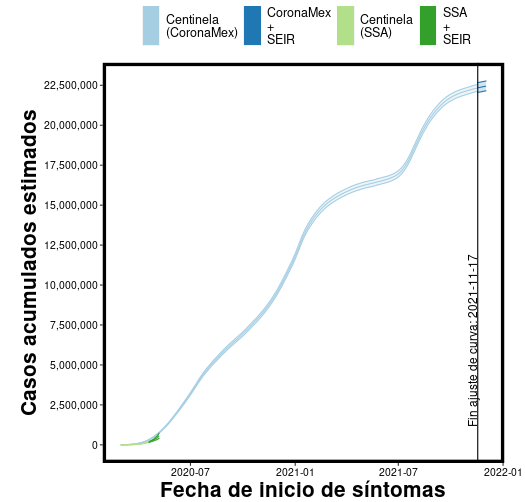 Centinela
(CoronaMex)
CoronaMex
+
SEIR
Centinela
(SSA)
SSA
+
SEIR
Casos acumulados estimados
22,500,000
20,000,000
17,500,000
15,000,000
12,500,000
10,000,000
7,500,000
5,000,000
2,500,000
0
Fin ajuste de curva: 2021-11-17
2020-07
2021-01
2021-07
2022-01
Fecha de inicio de síntomas